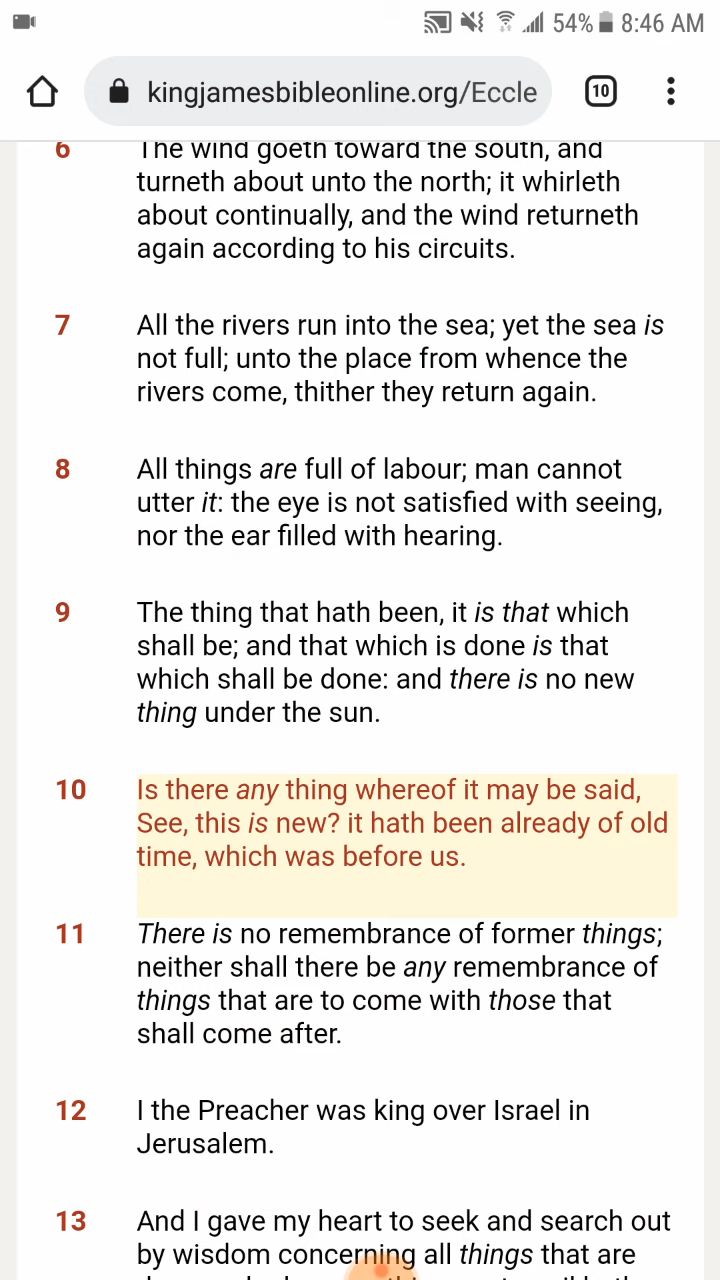 54% 8:46 AM
kingjamesbibleonline.org/Eccle
10
6 The wind goeth toward the south, and
turneth about unto the north; it whirleth
about continually, and the wind returneth
again according to his circuits.
7 All the rivers run into the sea; yet the sea is
not full; unto the place from whence the
rivers come, thither they return again.
8 All things are full of labour; man cannot
utter it: the eye is not satisfied with seeing,
nor the ear filled with hearing.
9 The thing that hath been, it is that which
shall be; and that which is done is that
which shall be done: and there is no new
thing under the sun.
10 Is there any thing whereof it may be said,
See, this is new? it hath been already of old
time, which was before us.
11 There is no remembrance of former things;
neither shall there be any remembrance of
things that are to come with those that
shall come after.
12 I the Preacher was king over Israel in
Jerusalem.
13 And I gave my heart to seek and search out
by wisdom concerning all things that are